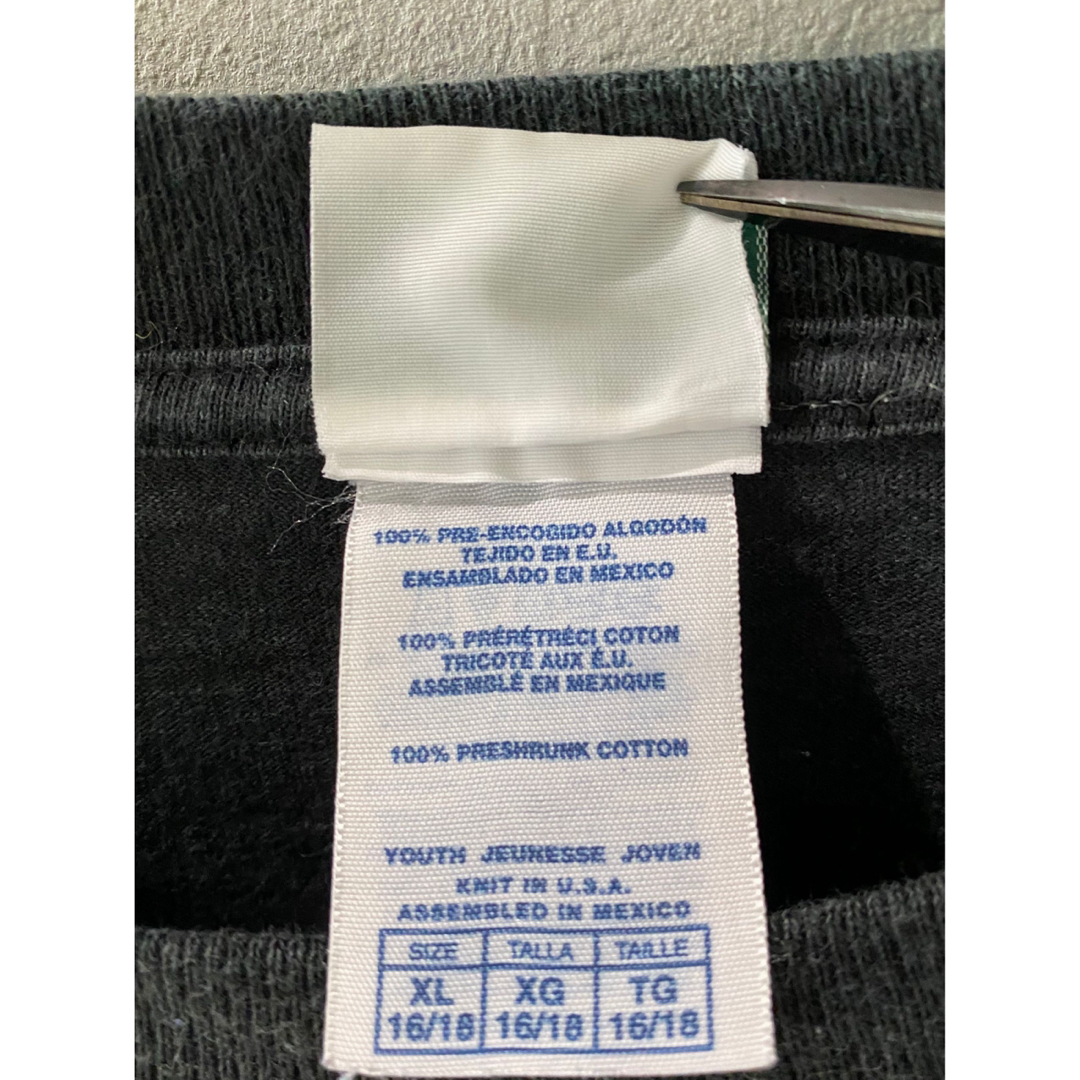 100% PRE-ENCOGIDO ALGODÓN
TEJIDO EN E.U.
ENSAMBLADO EN MEXICO
100% PRÉRÉTRÉCI COTON
TRICOTÉ AUX É.U.
ASSEMBLÉ EN MEXIQUE
100% PRESHRUNK COTTON
YOUTH JEUNESSE JOVEN
KNIT IN U.S.A.
ASSEMBLED IN MEXICO
SIZE TALLA TAILLE
XL XG TG
16/18 16/18 16/18